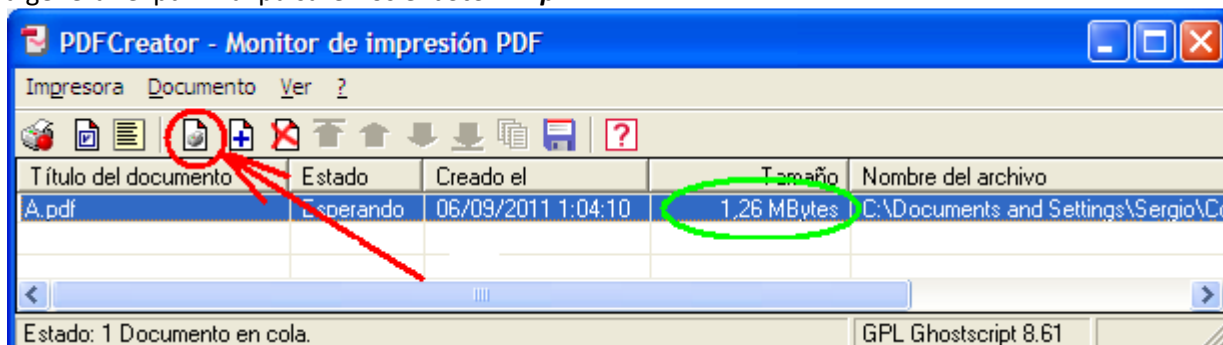 PDFCreator - Monitor de impresión PDF
Impresora Documento Ver ?
Título del documento Estado Creado el Tamaño Nombre del archivo
A.pdf Esperando 06/09/2011 1:04:10 1,26 MBytes C:\Documents and Settings\Sergio\Co
Estado: 1 Documento en cola. GPL Ghostscript 8.61